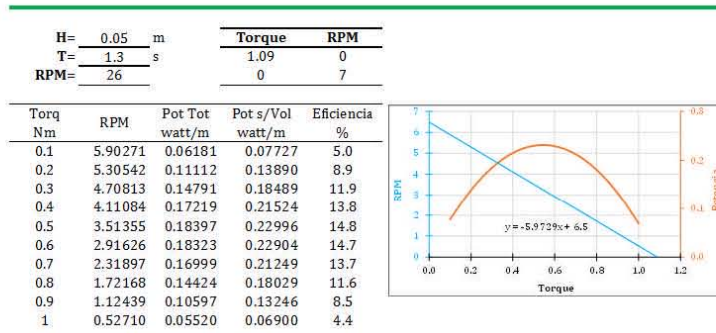 H= 0.05 m Torque RPM
T= 1.3 s 1.09 0
RPM= 26 0 7
Torq RPM Pot Tot Pot s/Vol Eficiencia
Nm watt/m watt/m %
0.1 5.90271 0.06181 0.07727 5.0
0.2 5.30542 0.11112 0.13890 8.9
0.3 4.70813 0.14791 0.18489 11.9
0.4 4.11084 0.17219 0.21524 13.8
0.5 3.51355 0.18397 0.22996 14.8
0.6 2.91626 0.18323 0.22904 14.7
0.7 2.31897 0.16999 0.21249 13.7
0.8 1.72168 0.14424 0.18029 11.6
0.9 1.12439 0.10597 0.13246 8.5
1 0.52710 0.05520 0.06900 4.4
7 0.3
6
5
4 0.2
RPM Potencia
3
2 0.1
1 y = -5.9729x + 6.5
0 0.0
0.0 0.2 0.4 0.6 0.8 1.0 1.2
Torque